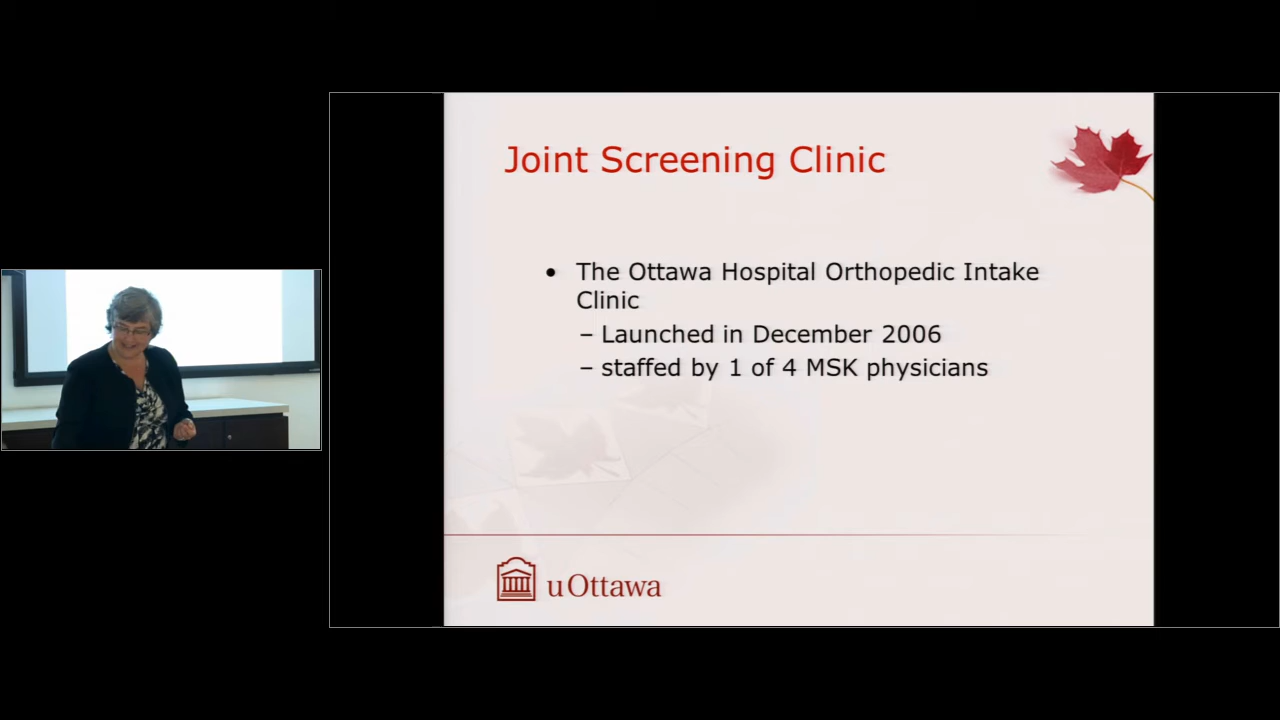 Joint Screening Clinic
• The Ottawa Hospital Orthopedic Intake
Clinic
– Launched in December 2006
– staffed by 1 of 4 MSK physicians
uOttawa